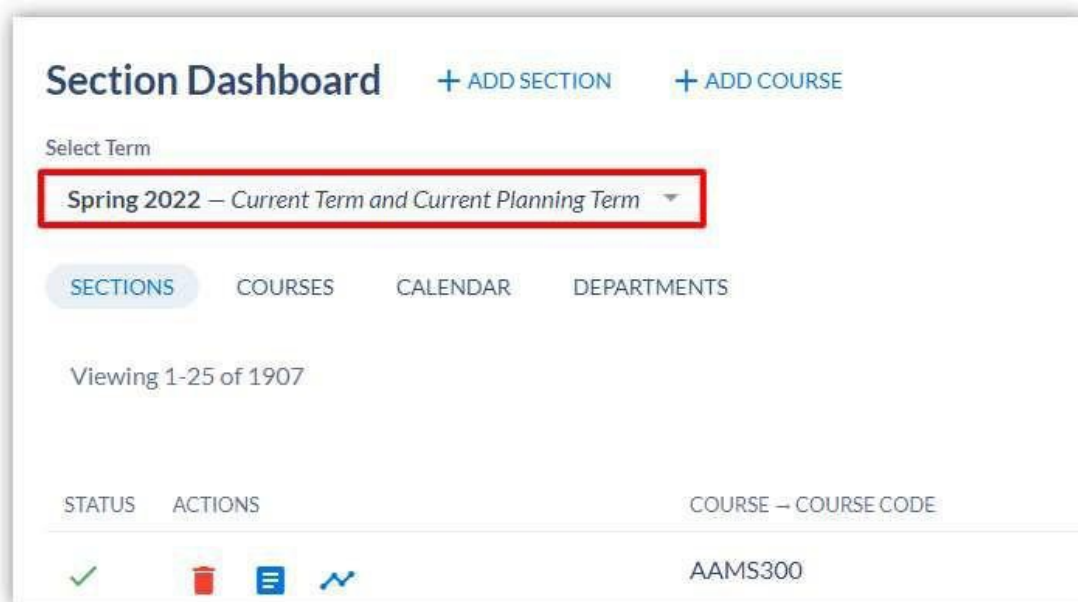 Section Dashboard + ADD SECTION + ADD COURSE
Select Term
Spring 2022 — Current Term and Current Planning Term
SECTIONS COURSES CALENDAR DEPARTMENTS
Viewing 1-25 of 1907
STATUS ACTIONS COURSE → COURSE CODE
AAMS300